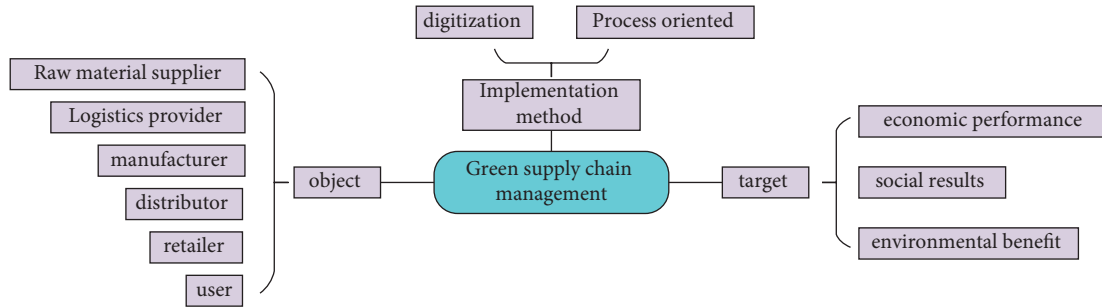 digitization
Process oriented
Implementation
method
Raw material supplier
Logistics provider
manufacturer
distributor
retailer
user
object
Green supply chain
management
target
economic performance
social results
environmental benefit